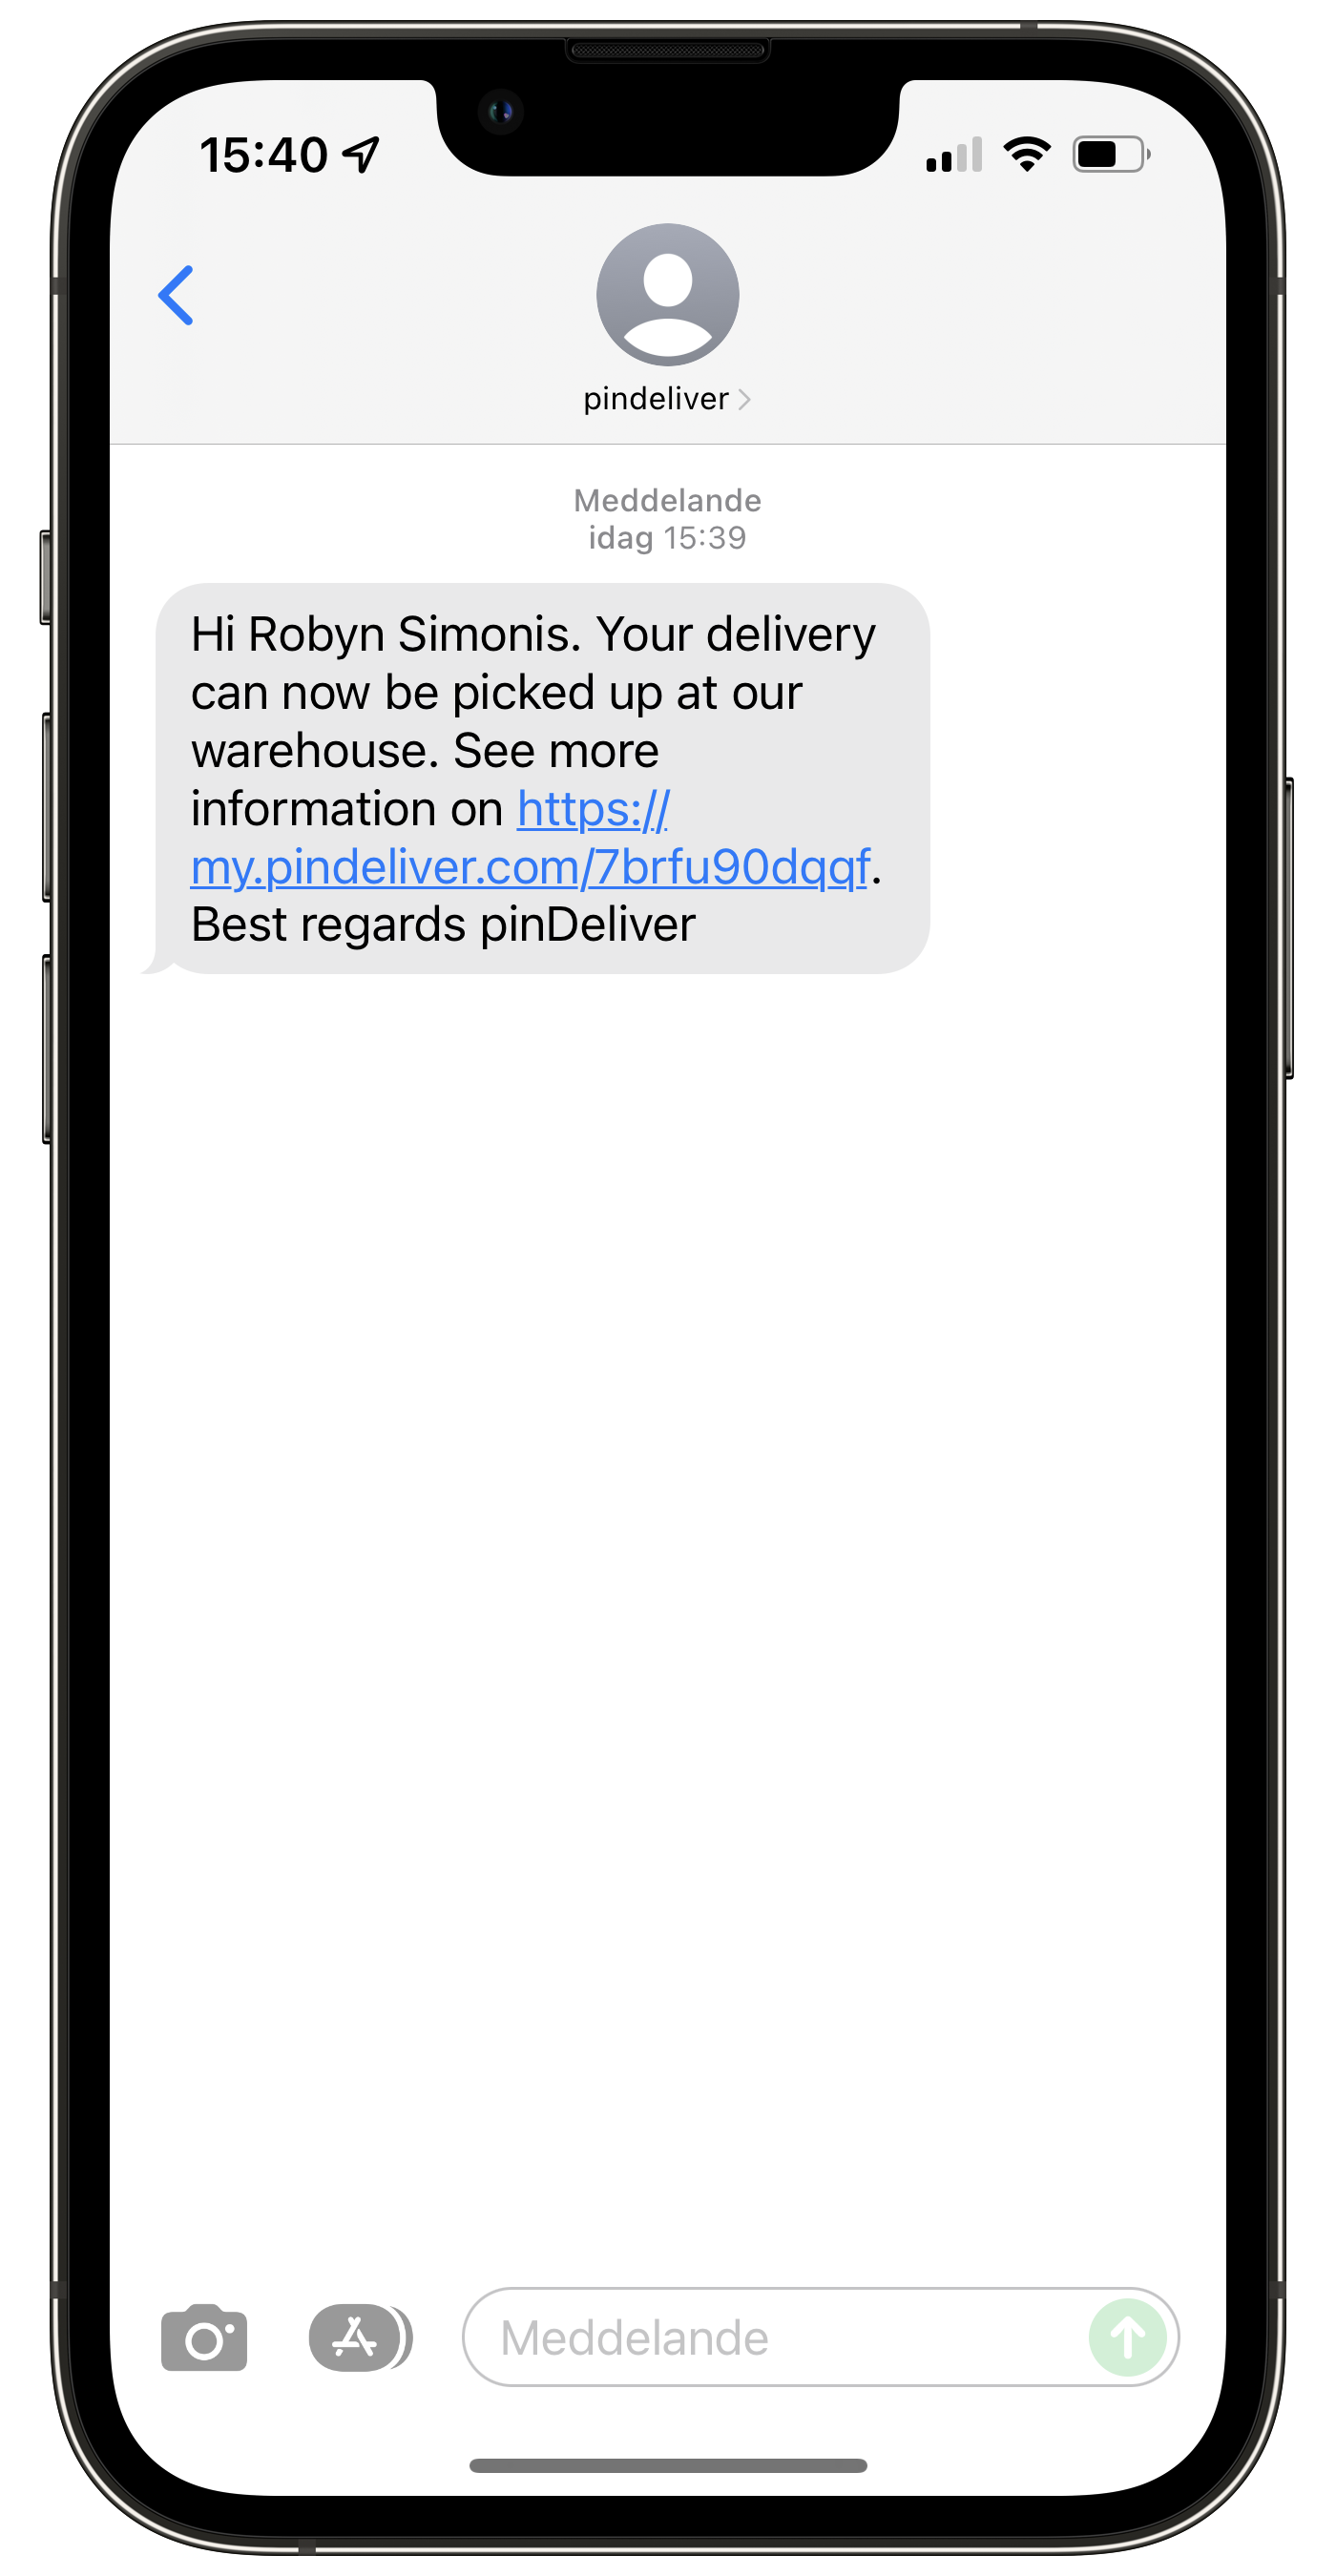 15:40
pindeliver
Meddelande
idag 15:39
Hi Robyn Simonis. Your delivery
can now be picked up at our
warehouse. See more
information on https://
my.pindeliver.com/7brfu90dqqf.
Best regards pinDeliver
Meddelande